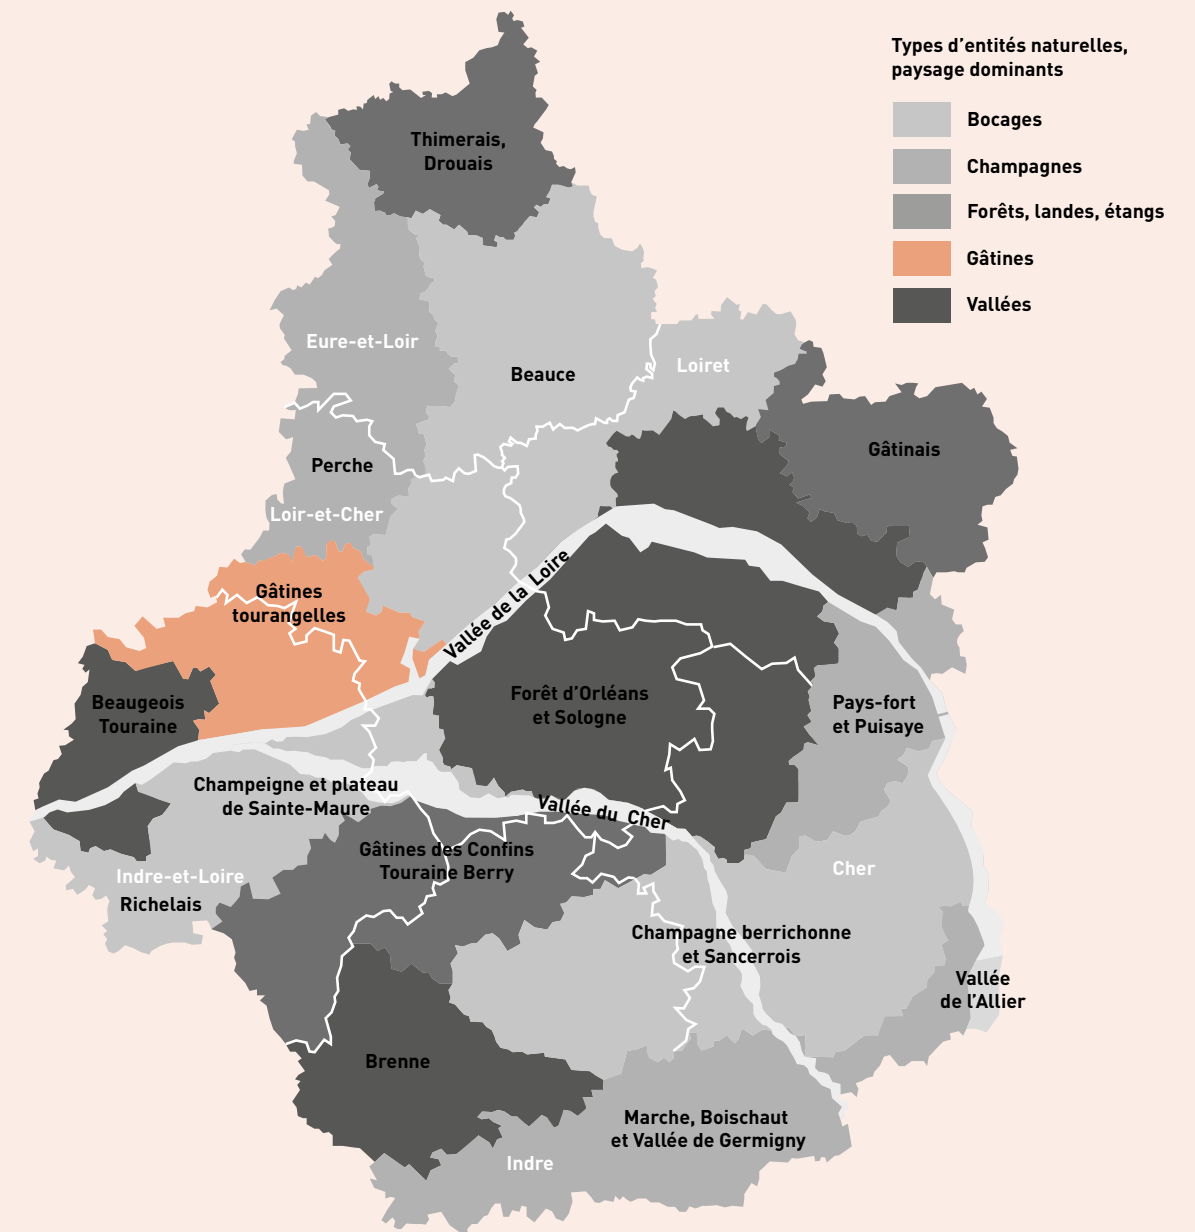 Types d’entités naturelles,
paysage dominants
Bocages
Champagnes
Forêts, landes, étangs
Gâtines
Vallées
Thimerais,
Drouais
Eure-et-Loir
Beauce
Loiret
Gâtinais
Perche
Loir-et-Cher
Vallée de la Loire
Gâtines
tourangelles
Beaugeois
Touraine
Forêt d’Orléans
et Sologne
Pays-fort
et Puisaye
Champeigne et plateau
de Sainte-Maure
Vallée du Cher
Gâtines des Confins
Touraine Berry
Indre-et-Loire
Richelais
Cher
Champagne berrichonne
et Sancerrois
Vallée
de l’Allier
Brenne
Marche, Boischaut
et Vallée de Germigny
Indre